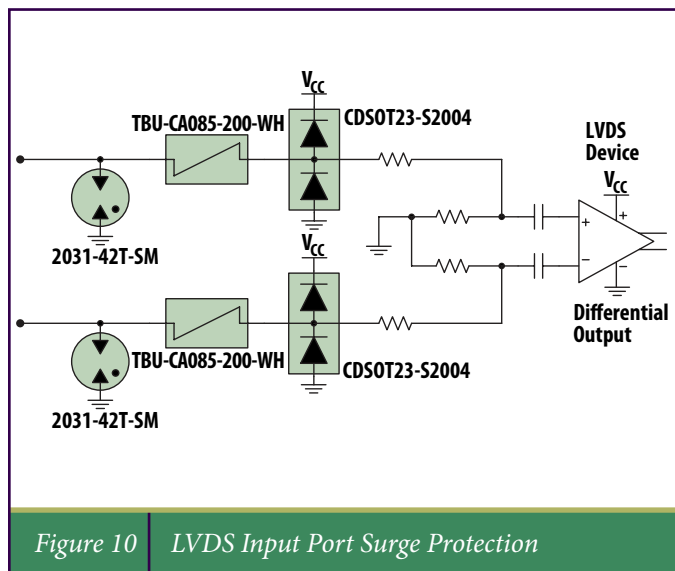 VCC
TBU-CA085-200-WH
CDSOT23-S2004
LVDS
Device
VCC
+
+
−
−
2031-42T-SM
VCC
Differential
Output
TBU-CA085-200-WH
CDSOT23-S2004
2031-42T-SM
Figure 10
LVDS Input Port Surge Protection